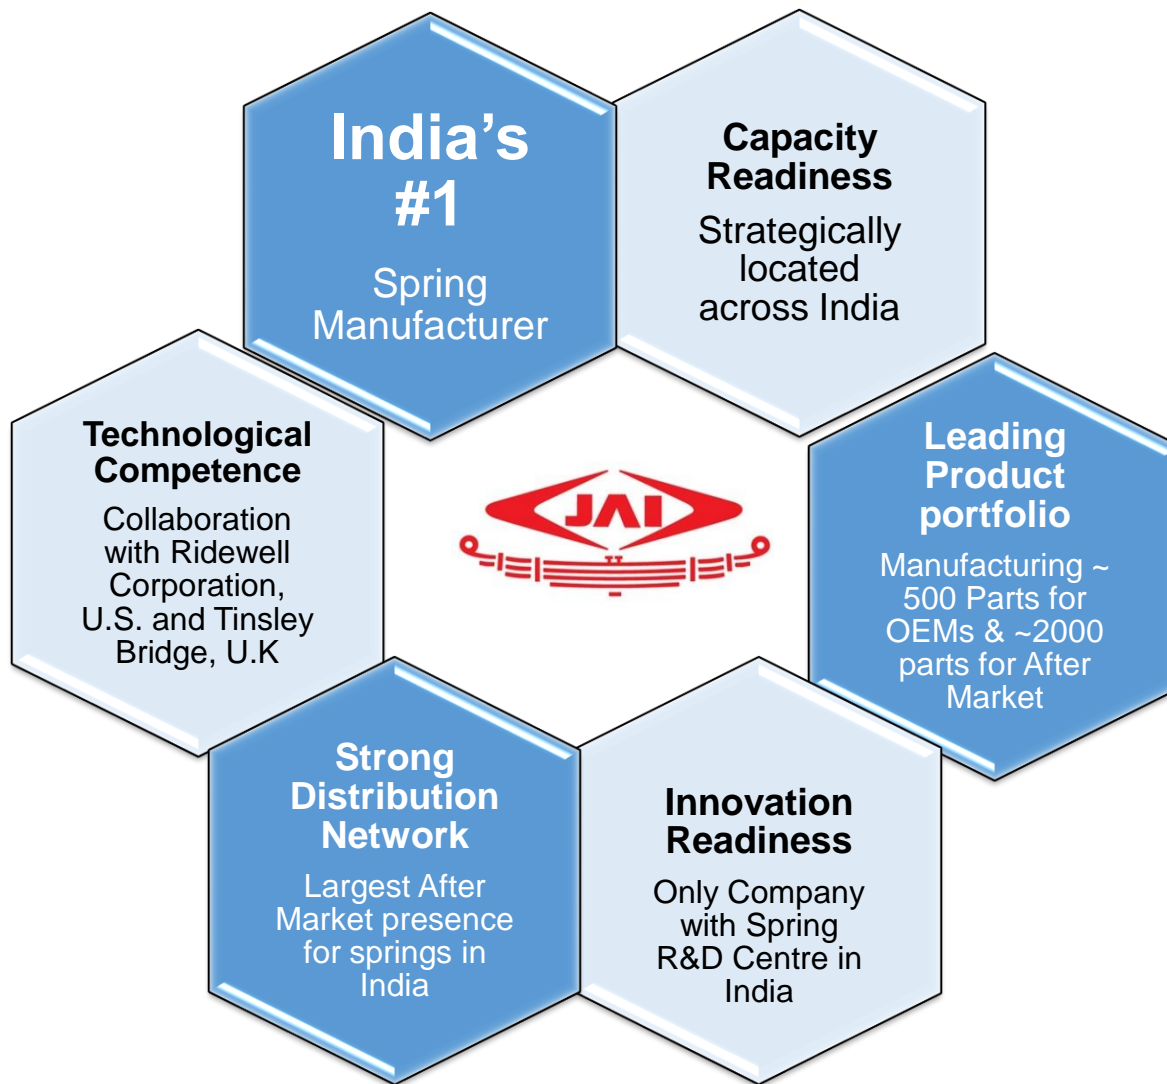 India’s
#1
Spring
Manufacturer
Capacity
Readiness
Strategically
located
across India
Technological
Competence
Collaboration
with Ridewell
Corporation,
U.S. and Tinsley
Bridge, U.K
JAI
Leading
Product
portfolio
Manufacturing ~
500 Parts for
OEMs & ~2000
parts for After
Market
Strong
Distribution
Network
Largest After
Market presence
for springs in
India
Innovation
Readiness
Only Company
with Spring
R&D Centre in
India